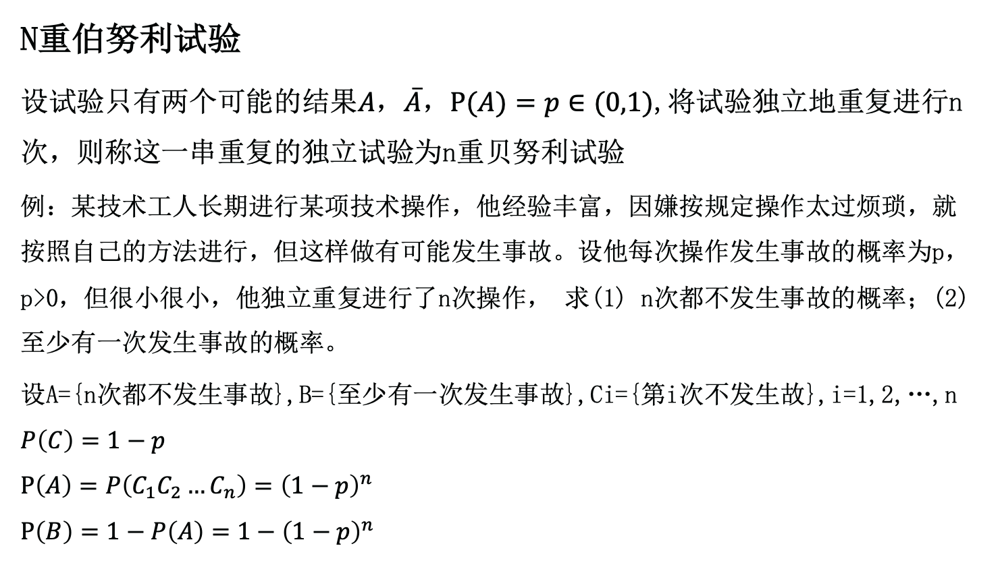 N重伯努利试验
设试验只有两个可能的结果A，Ā，P(A) = p ∈ (0,1), 将试验独立地重复进行n
次，则称这一串重复的独立试验为n重贝努利试验
例：某技术工人长期进行某项技术操作，他经验丰富，因嫌按规定操作太过烦琐，就
按照自己的方法进行，但这样做有可能发生事故。设他每次操作发生事故的概率为p，
p>0，但很小很小，他独立重复进行了n次操作， 求(1) n次都不发生事故的概率；(2)
至少有一次发生事故的概率。
设A={n次都不发生事故},B={至少有一次发生事故},Ci={第i次不发生故},i=1,2,…,n
P(C) = 1 − p
P(A) = P(C₁C₂ … Cₙ) = (1 − p)ⁿ
P(B) = 1 − P(A) = 1 − (1 − p)ⁿ